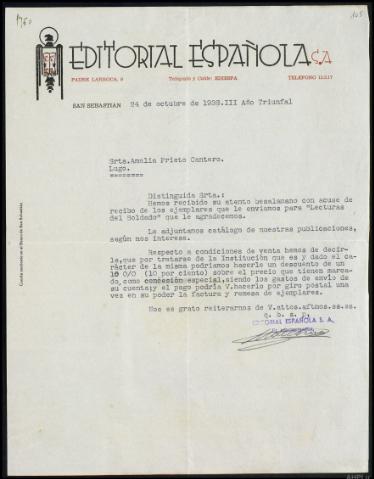 105
EDITORIAL ESPAÑOLA S.A.
PADRE LARROCA, 9 Telégrafo y Cable: EDIESPA TELÉFONO 11217
SAN SEBASTIAN 24 de octubre de 1938.III Año Triunfal
Srta.Amalia Prieto Cantero.
Lugo.
Distinguida Srta.:
Hemos recibido su atento besalamano con acuse de
recibo de los ejemplares que le enviamos para "Lecturas
del Soldado" que le agradecemos.
Le adjuntamos catálogo de nuestras publicaciones,
según nos interesa.
Respecto a condiciones de venta hemos de decir-
le,que por tratarse de la Institución que es y dado el ca-
rácter de la misma podríamos hacerle un descuento de un
10 0/0 (10 por ciento) sobre el precio que tienen marca-
do,como concesión especial,siendo los gastos de envío de
su cuenta;y el pago podría V.hacerlo por giro postal una
vez en su poder la factura y remesa de ejemplares.
Nos es grato reiterarnos de V.attos.aftmos.ss.ss.
q. b. s. p.
EDITORIAL ESPAÑOLA S. A.